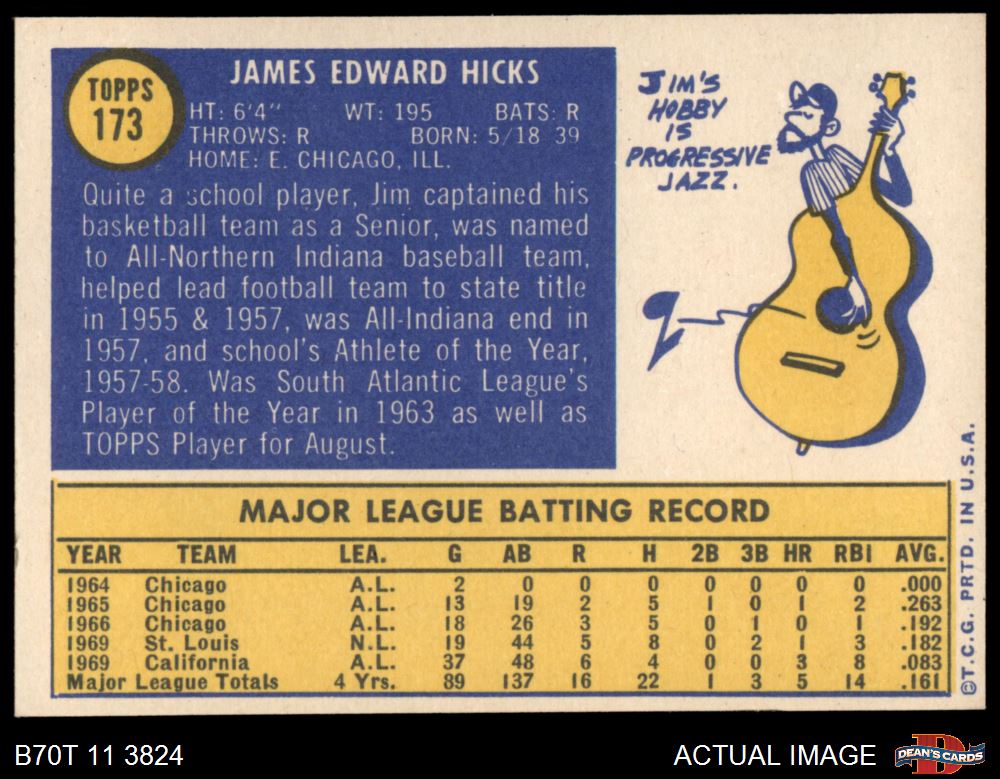 TOPPS
173
JAMES EDWARD HICKS
HT: 6'4" WT: 195 BATS: R
THROWS: R BORN: 5/18 39
HOME: E. CHICAGO, ILL.
Quite a school player, Jim captained his
basketball team as a Senior, was named
to All-Northern Indiana baseball team,
helped lead football team to state title
in 1955 & 1957, was All-Indiana end in
1957, and school's Athlete of the Year,
1957-58. Was South Atlantic League's
Player of the Year in 1963 as well as
TOPPS Player for August.
JIM'S
HOBBY
IS
PROGRESSIVE
JAZZ.
MAJOR LEAGUE BATTING RECORD
YEAR TEAM LEA. G AB R H 2B 3B HR RBI AVG.
1964 Chicago A.L. 2 0 0 0 0 0 0 0 .000
1965 Chicago A.L. 13 19 2 5 1 0 1 2 .263
1966 Chicago A.L. 18 26 3 5 0 1 0 1 .192
1969 St. Louis N.L. 19 44 5 8 0 2 1 3 .182
1969 California A.L. 37 48 6 4 0 0 3 8 .083
Major League Totals 4 Yrs. 89 137 16 22 1 3 5 14 .161
©T.C.G. PRTD. IN U.S.A.
B70T 11 3824
ACTUAL IMAGE
D
DEAN'S CARDS